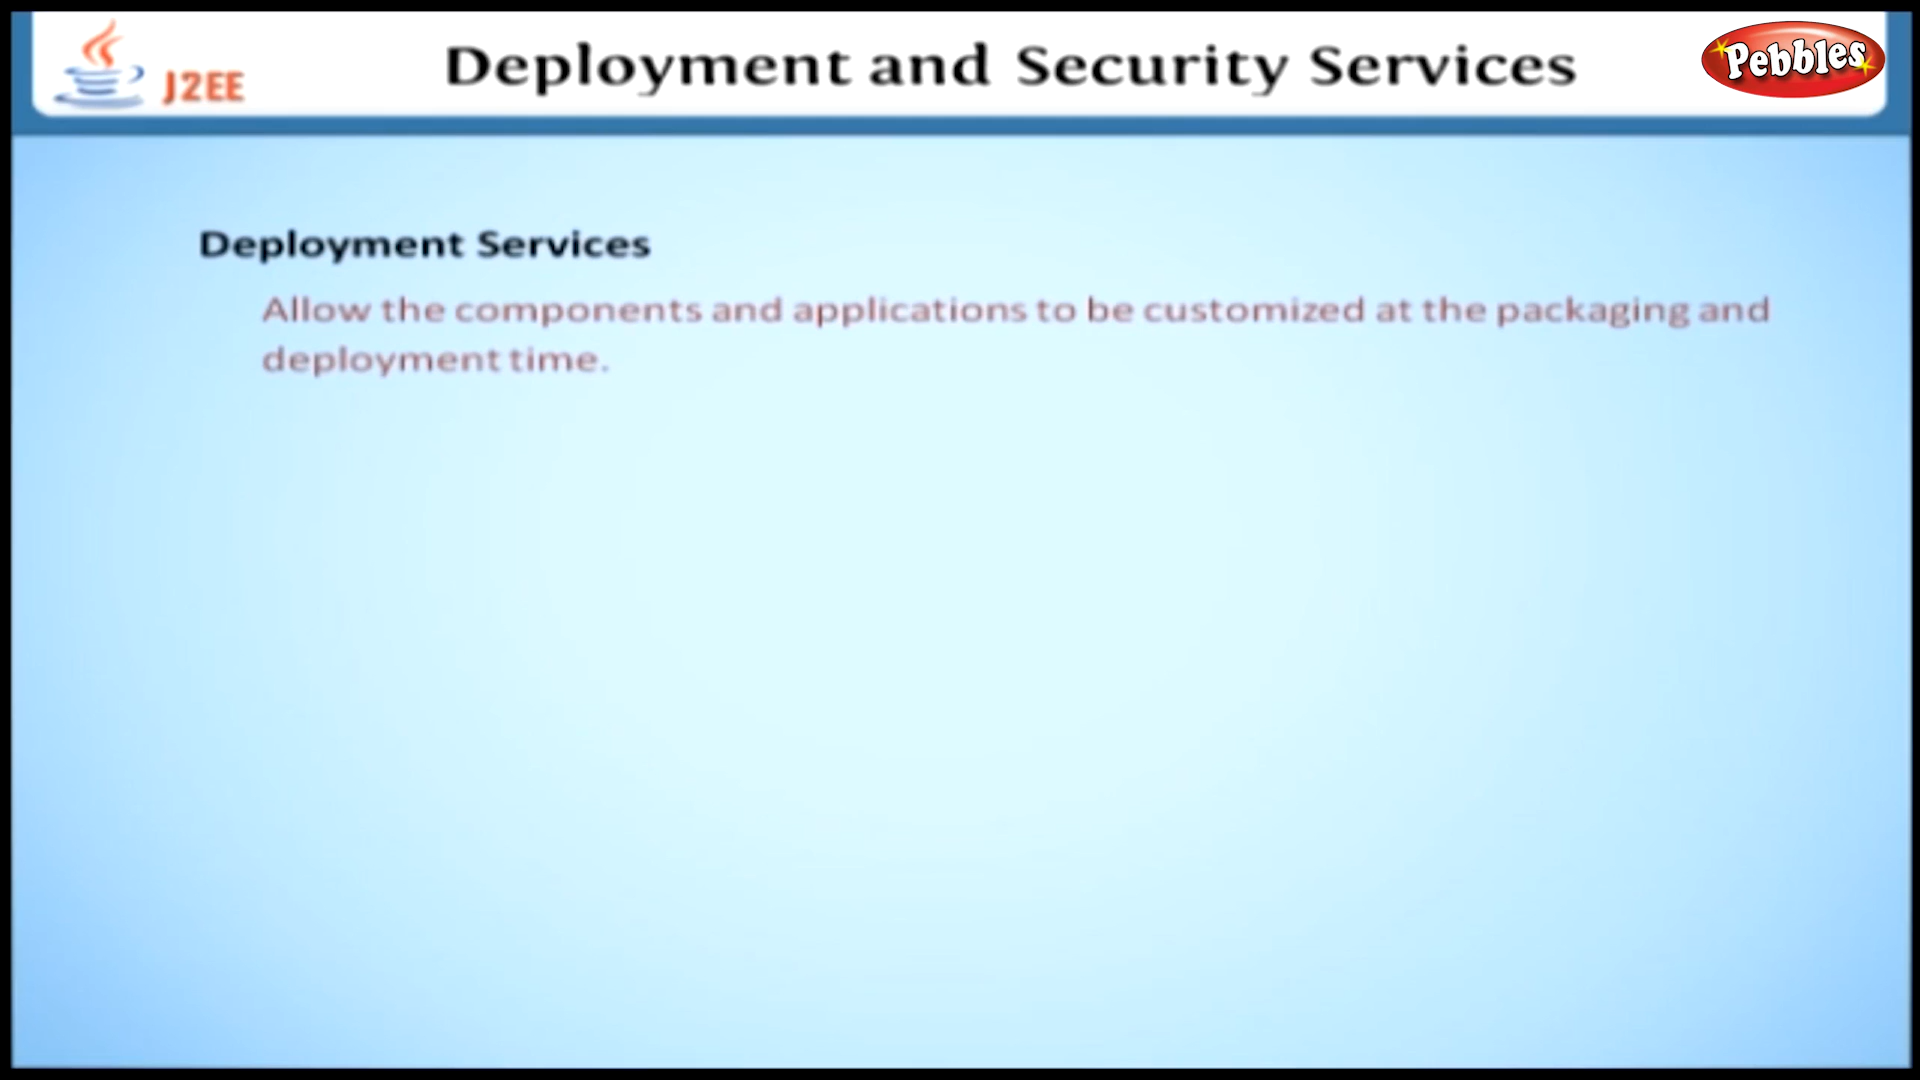 J2EE
Deployment and Security Services
Pebbles
Deployment Services
Allow the components and applications to be customized at the packaging and
deployment time.